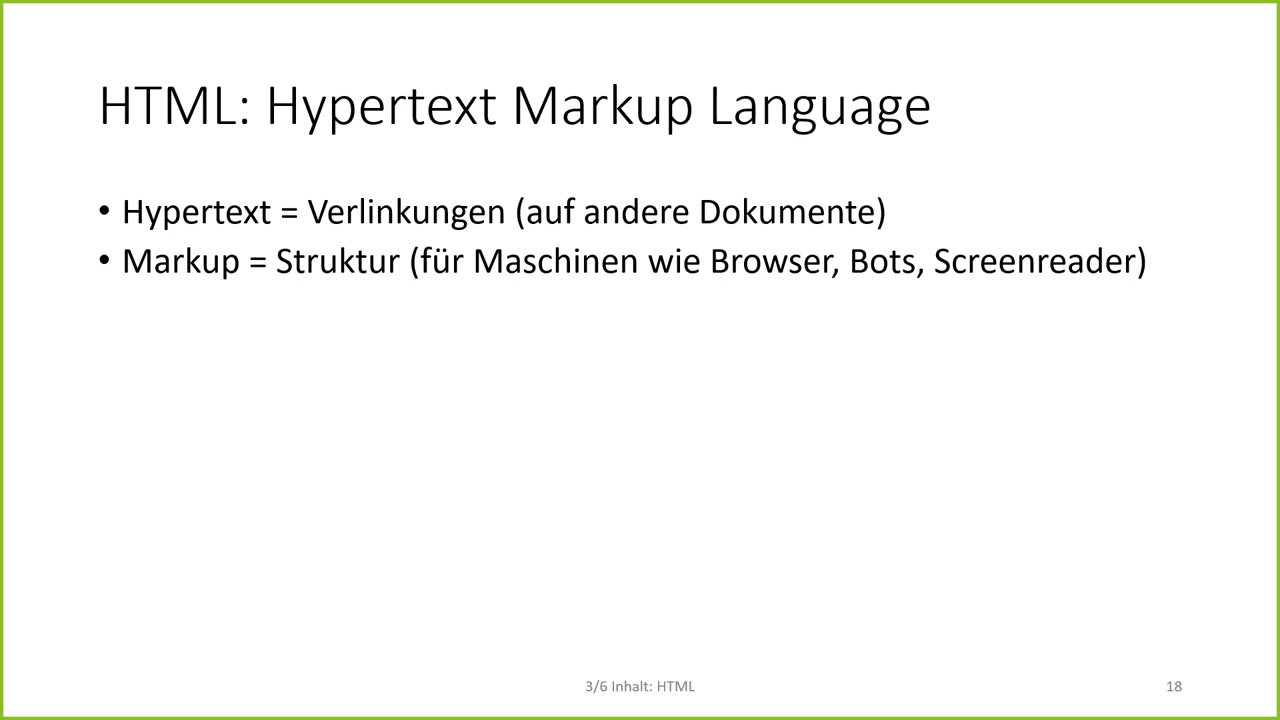 HTML: Hypertext Markup Language
• Hypertext = Verlinkungen (auf andere Dokumente)
• Markup = Struktur (für Maschinen wie Browser, Bots, Screenreader)
3/6 Inhalt: HTML
18